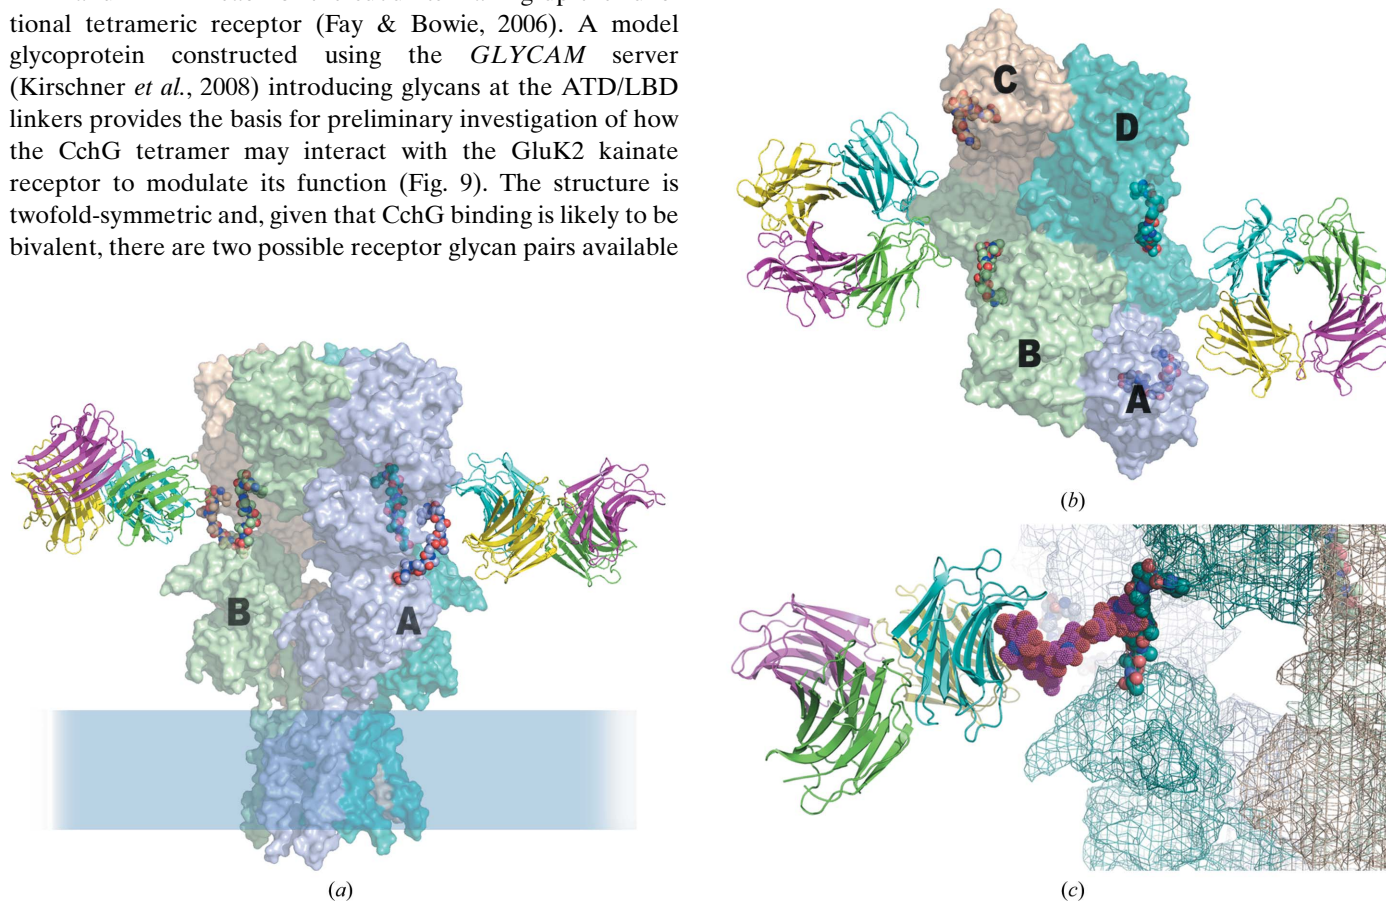 tional tetrameric receptor (Fay & Bowie, 2006). A model
glycoprotein constructed using the GLYCAM server
(Kirschner et al., 2008) introducing glycans at the ATD/LBD
linkers provides the basis for preliminary investigation of how
the CchG tetramer may interact with the GluK2 kainate
receptor to modulate its function (Fig. 9). The structure is
twofold-symmetric and, given that CchG binding is likely to be
bivalent, there are two possible receptor glycan pairs available
B
A
(a)
C
D
B
A
(b)
(c)